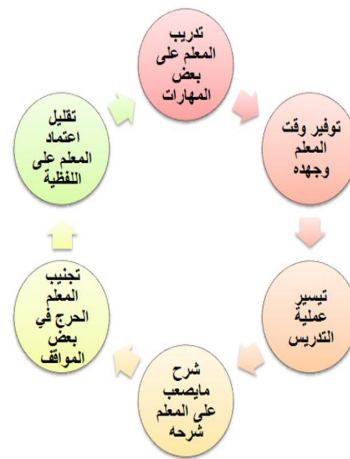 تدريب
المعلم على
بعض
المهارات
توفير وقت
المعلم
وجهده
تيسير
عملية
التدريس
شرح
مايصعب
على المعلم
شرحه
تجنيب
المعلم
الحرج في
بعض
المواقف
تقليل
اعتماد
المعلم على
اللفظية